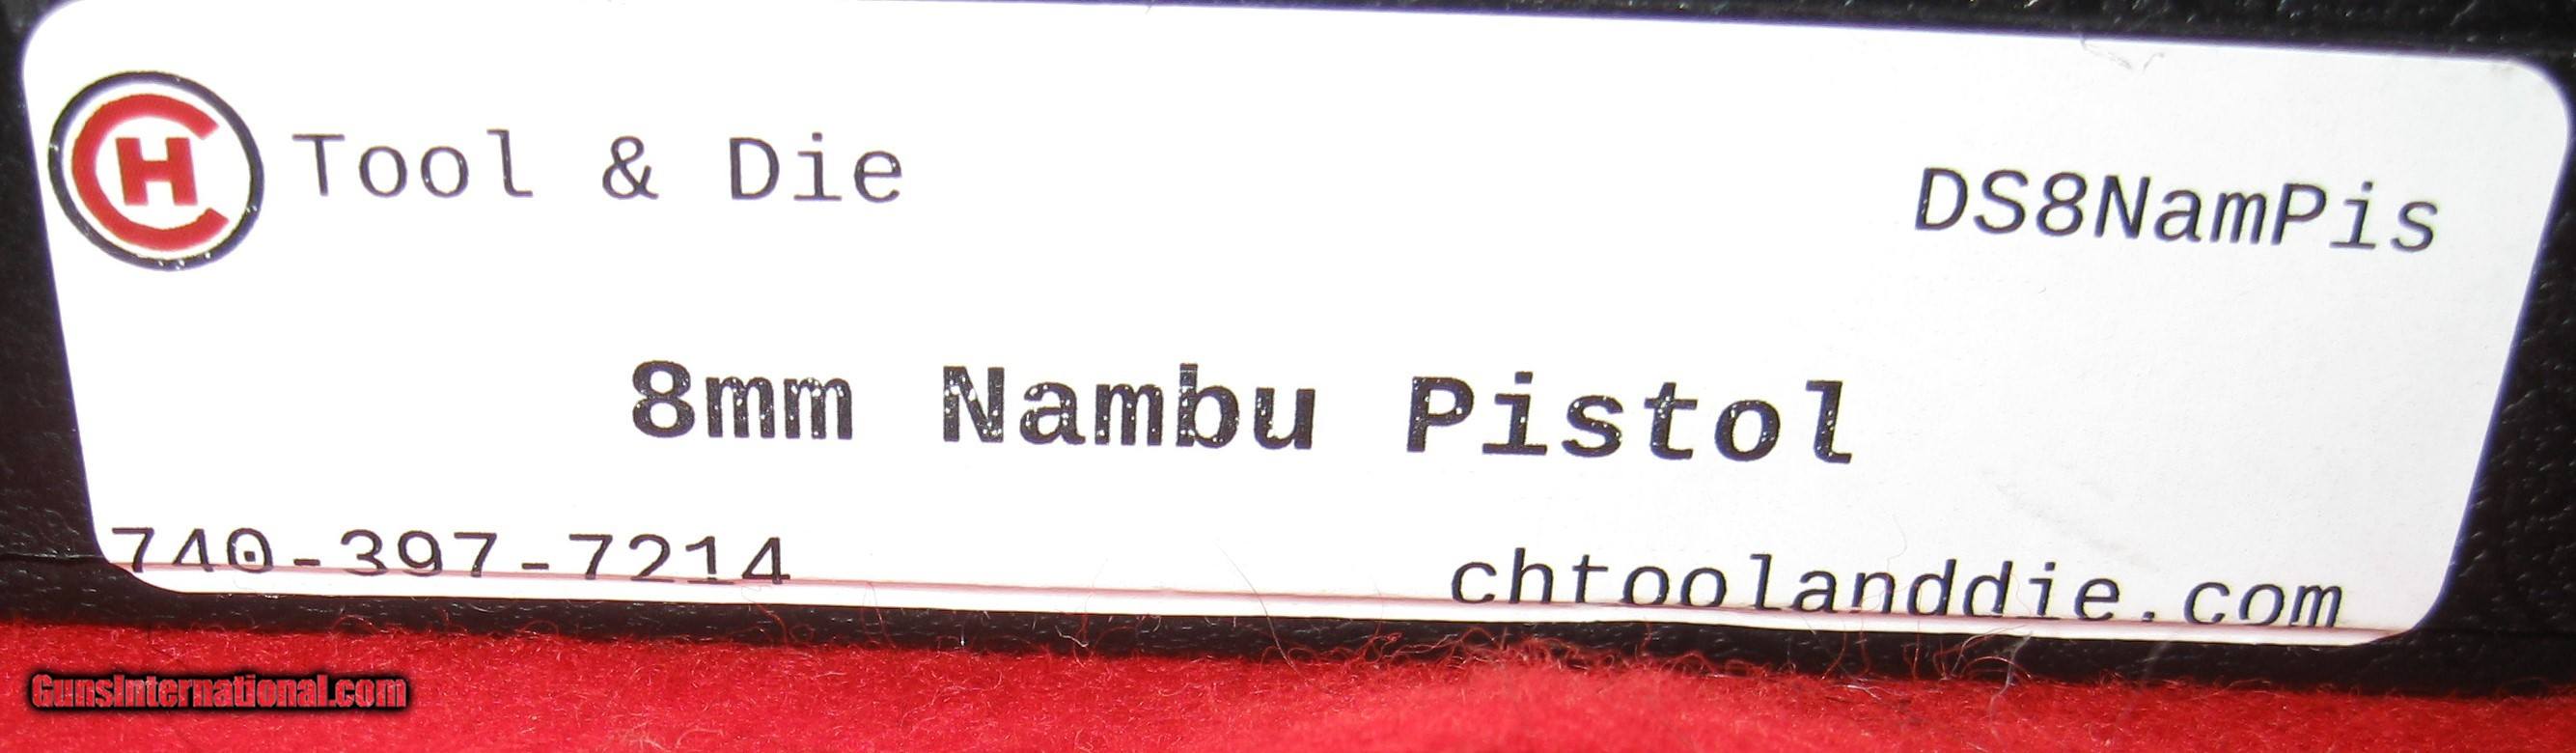 CH Tool & Die
DS8NamPis
8mm Nambu Pistol
740-397-7214
chtoolanddie.com
GunsInternational.com